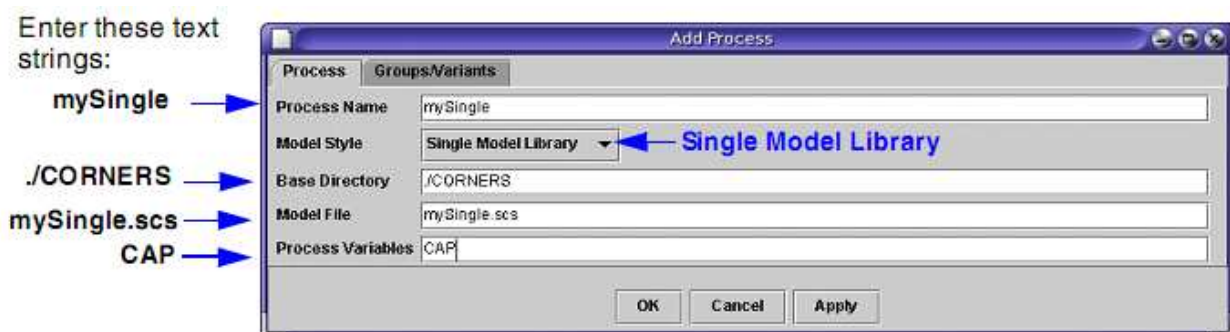 Enter these text
strings:
mySingle
./CORNERS
mySingle.scs
CAP
Add Process
Process Groups/Variants
Process Name mySingle
Model Style Single Model Library Single Model Library
Base Directory ./CORNERS
Model File mySingle.scs
Process Variables CAP
OK Cancel Apply